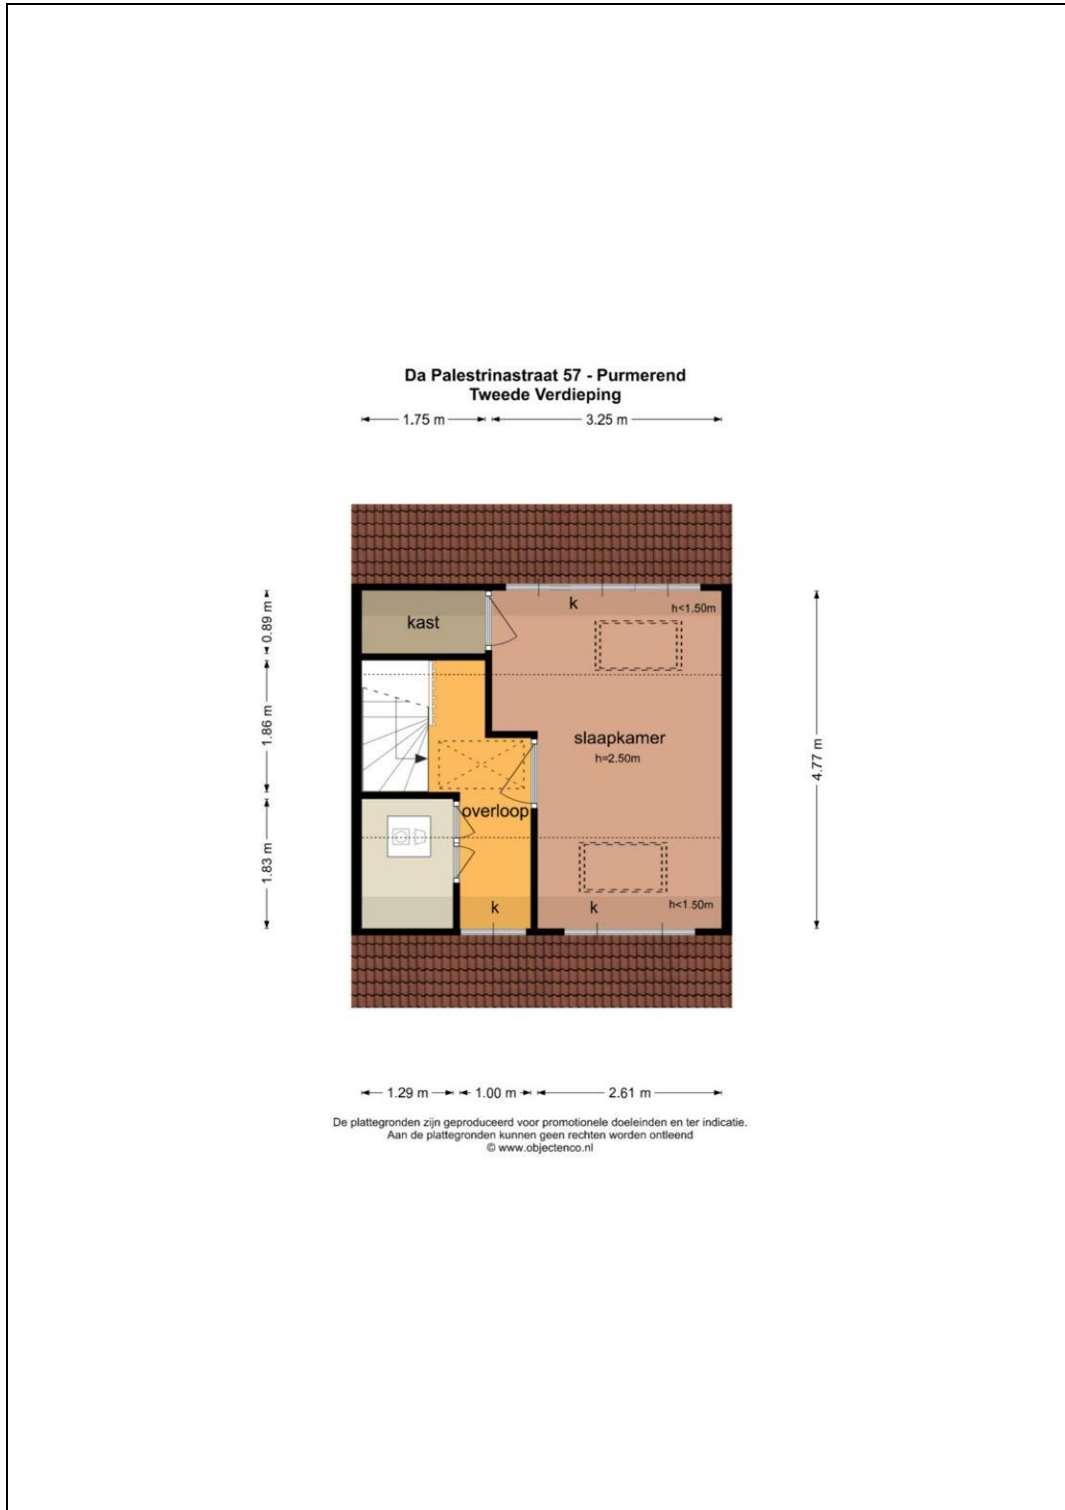 Da Palestrinastraat 57 - Purmerend
Tweede Verdieping
1.75 m
3.25 m
k
h<1.50m
kast
0.89 m
1.86 m
slaapkamer
h=2.50m
4.77 m
overloop
1.83 m
k
k
h<1.50m
1.29 m
1.00 m
2.61 m
De plattegronden zijn geproduceerd voor promotionele doeleinden en ter indicatie.
Aan de plattegronden kunnen geen rechten worden ontleend
© www.objectenco.nl